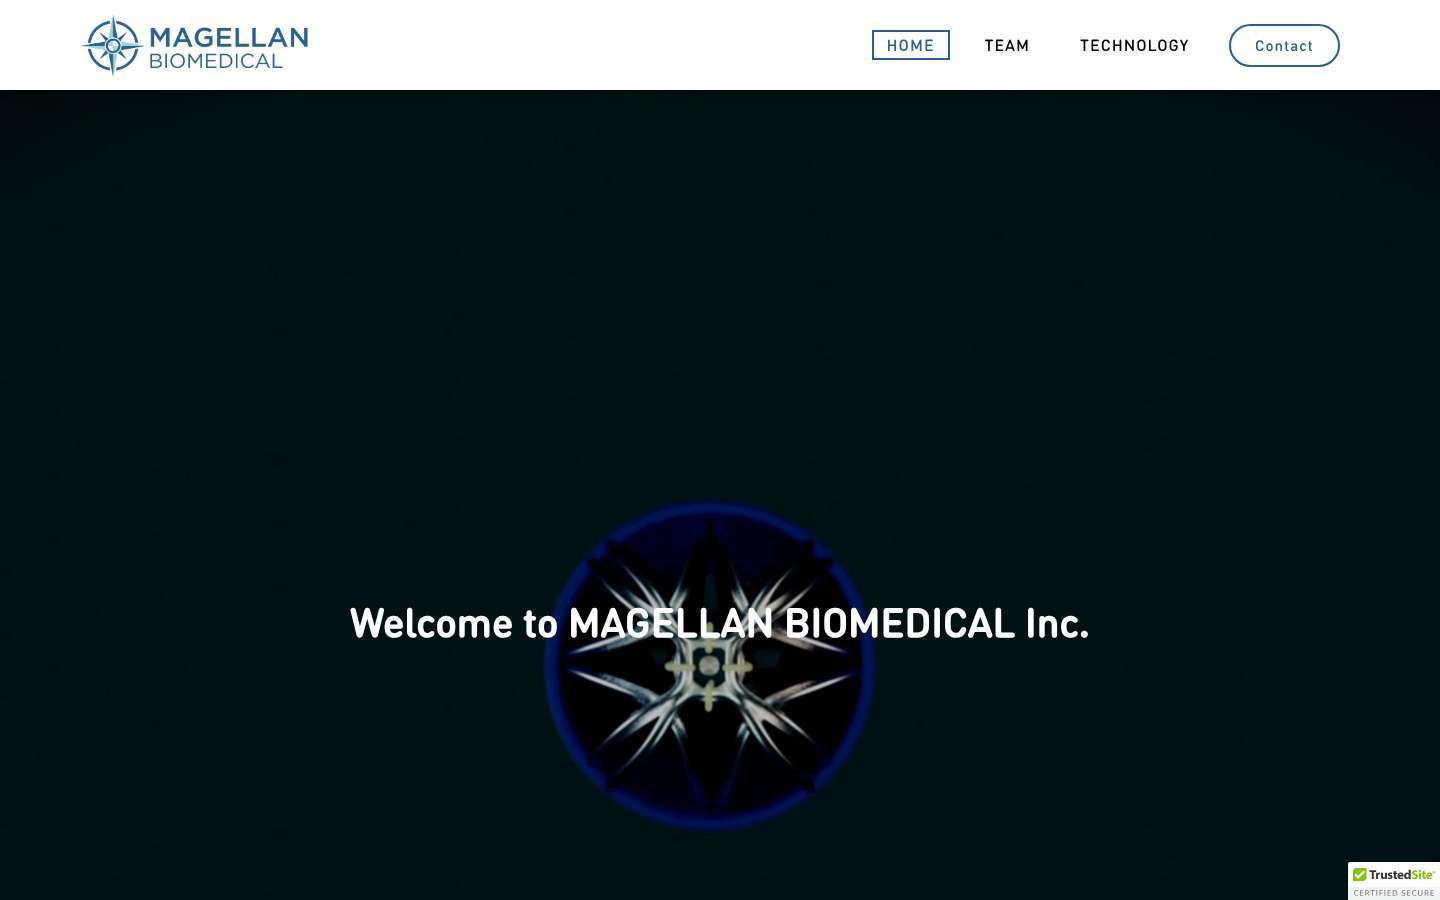 MAGELLAN
BIOMEDICAL
HOME
TEAM
TECHNOLOGY
Contact
Welcome to MAGELLAN BIOMEDICAL Inc.
TrustedSite
CERTIFIED SECURE